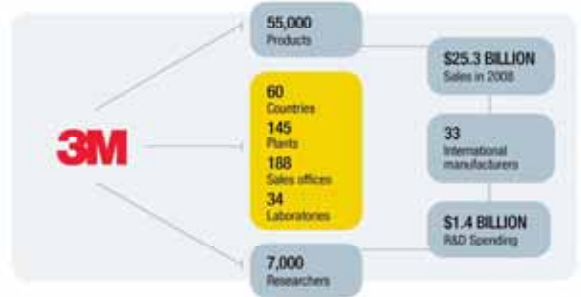 3M
55,000
Products
60
Countries
145
Plants
188
Sales offices
34
Laboratories
7,000
Researchers
$25.3 BILLION
Sales in 2008
33
International
manufacturers
$1.4 BILLION
R&D Spending